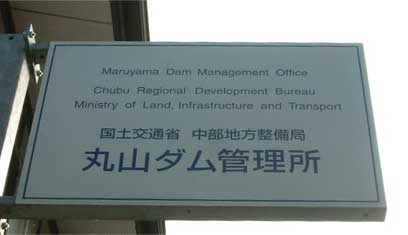 Maruyama Dam Management Office
Chubu Regional Development Bureau
Ministry of Land, Infrastructure and Transport
国土交通省 中部地方整備局
丸山ダム管理所